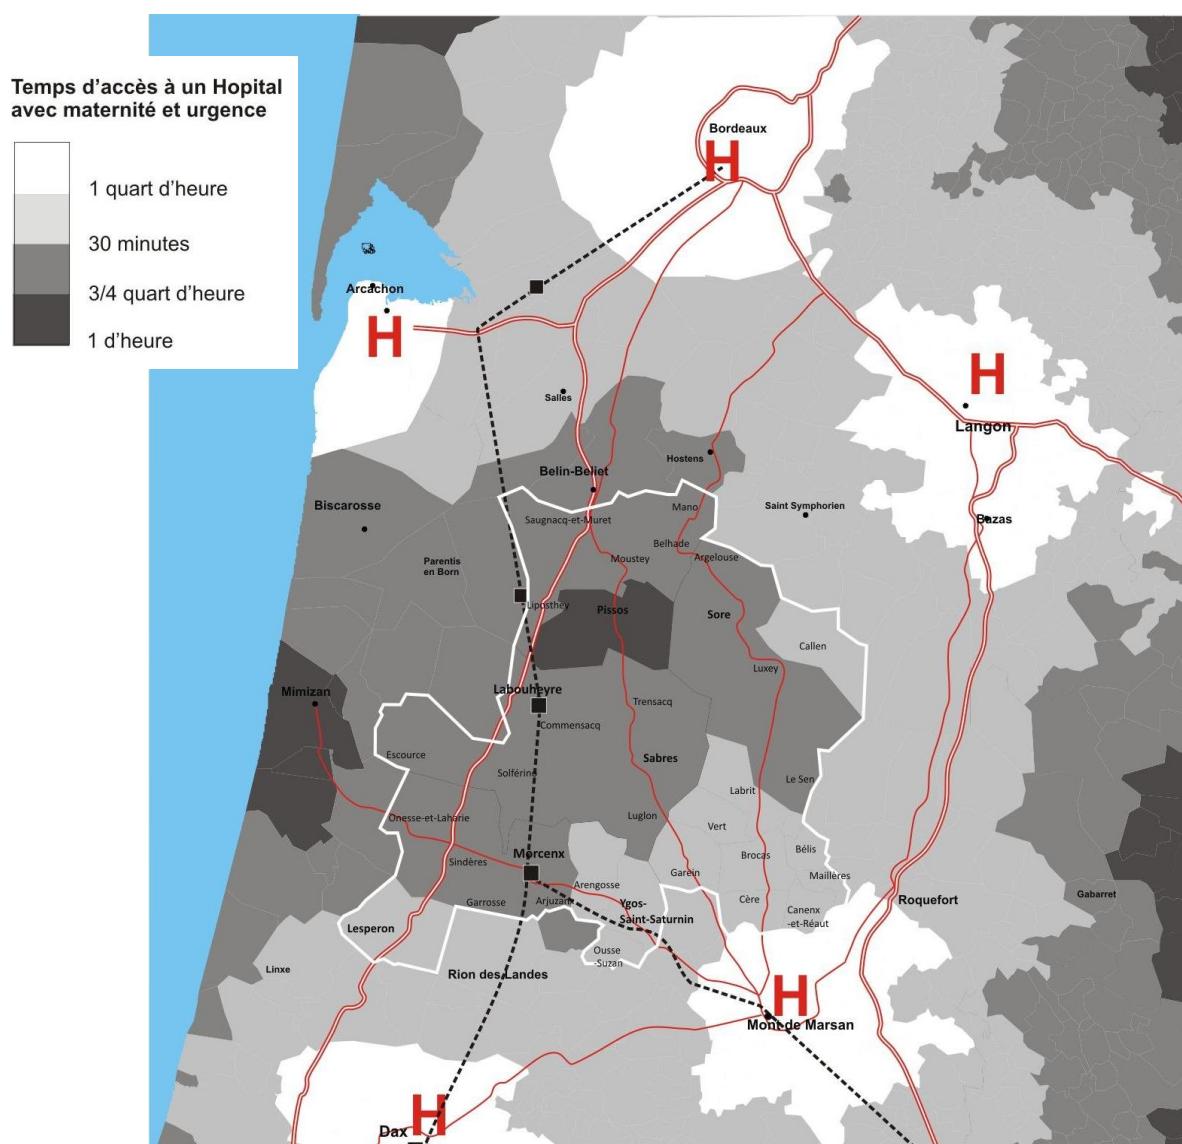 Temps d'accès à un Hopital
avec maternité et urgence
1 quart d'heure
30 minutes
3/4 quart d'heure
1 d'heure
Bordeaux
H
Arcachon
H
H
Langon
Salles
Hostens
Belin-Beliet
Biscarosse
Saint Symphorien
Bazas
Mano
Saugnacq-et-Muret
Belhade
Argelouse
Moustey
Parentis
en Born
Liposthey
Pissos
Sore
Callen
Luxey
Mimizan
Labouheyre
Trensacq
Commensacq
Escource
Sabres
Solférino
Le Sen
Labrit
Onesse-et-Laharie
Luglon
Vert
Bélis
Morcenx
Brocas
Sindères
Garein
Maillères
Arengosse
Gabarret
Garrosse
Arjuzanx
Ygos-
Saint-Saturnin
Cère
Roquefort
Canenx
-et-Réaut
Lesperon
Ousse
-Suzan
Linxe
Rion des Landes
H
Mont de Marsan
H
Dax